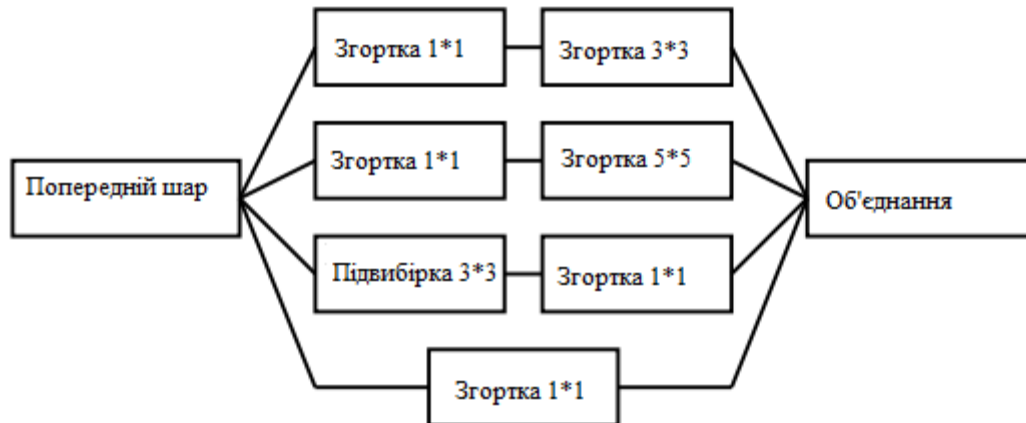 Згортка 1*1
Згортка 3*3
Згортка 1*1
Згортка 5*5
Попередній шар
Об'єднання
Підвибірка 3*3
Згортка 1*1
Згортка 1*1